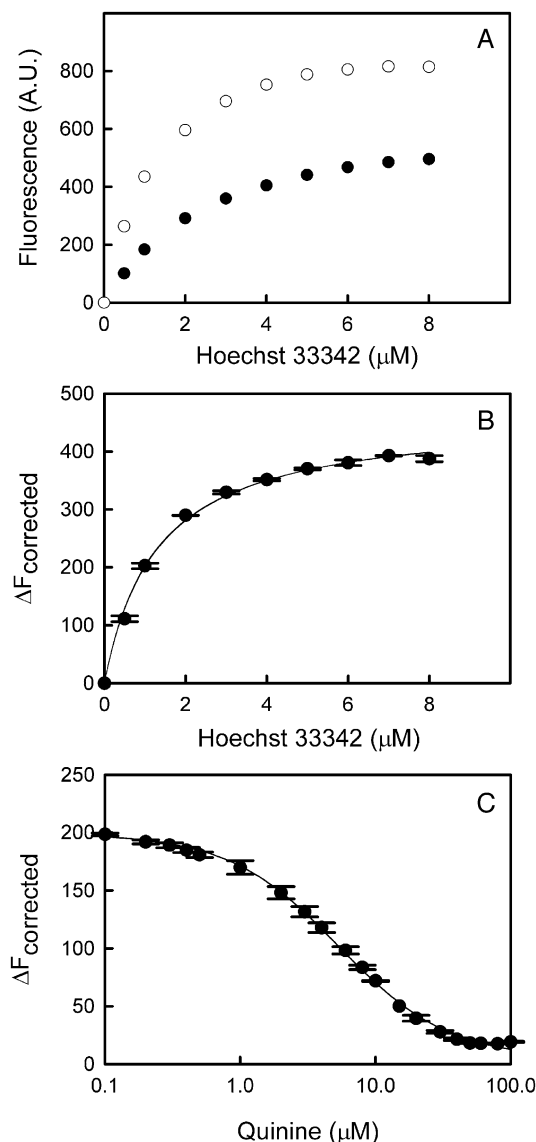 A
Fluorescence (A.U.)
800
600
400
200
0
0 2 4 6 8
Hoechst 33342 (μM)
B
ΔFcorrected
500
400
300
200
100
0
0 2 4 6 8
Hoechst 33342 (μM)
C
ΔFcorrected
250
200
150
100
50
0
0.1 1.0 10.0 100.0
Quinine (μM)